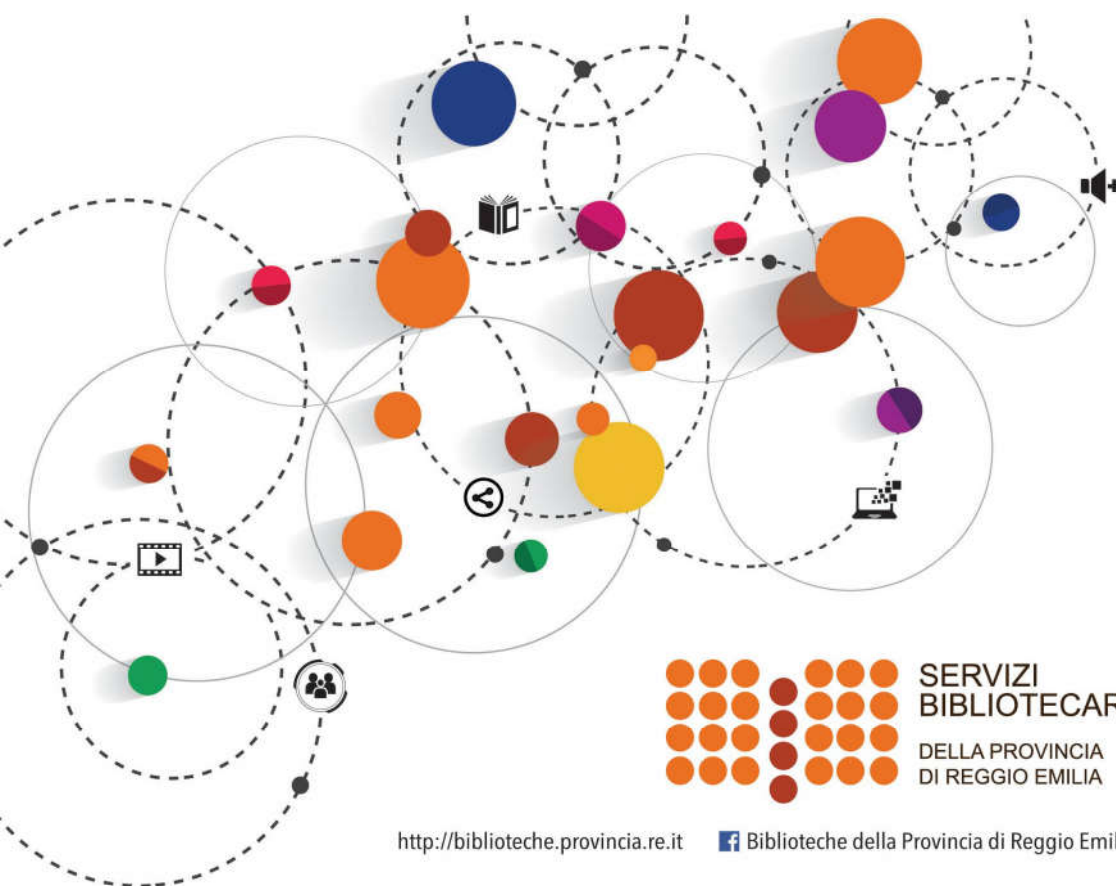 SERVIZI
BIBLIOTECAR
DELLA PROVINCIA
DI REGGIO EMILIA
http://biblioteche.provincia.re.it
f Biblioteche della Provincia di Reggio Emil